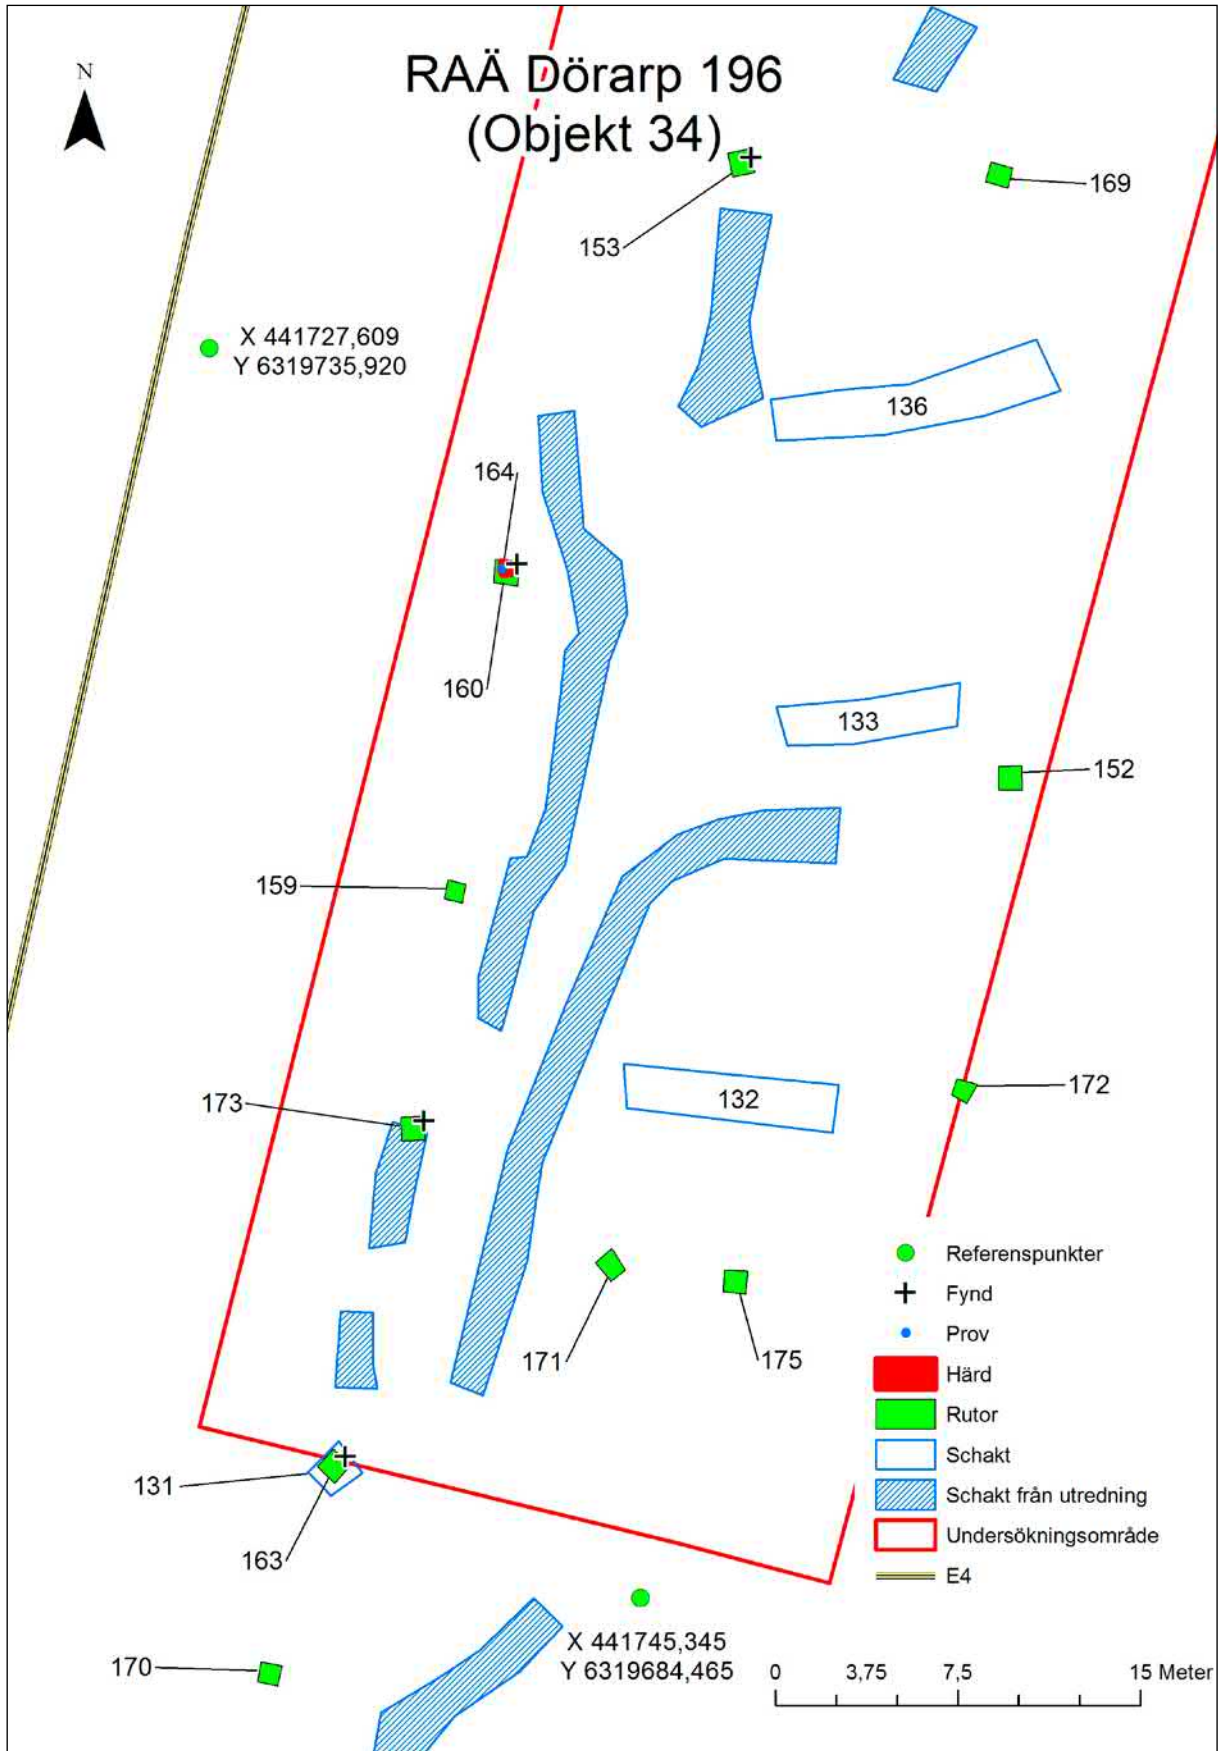 N
RAÄ Dörarp 196
(Objekt 34)
169
153
X 441727,609
Y 6319735,920
136
164
160
133
152
159
173
132
172
Referenspunkter
Fynd
Prov
171
175
Härd
Rutor
Schakt
131
Schakt från utredning
Undersökningsområde
163
E4
X 441745,345
Y 6319684,465
170
0 3,75 7,5 15 Meter